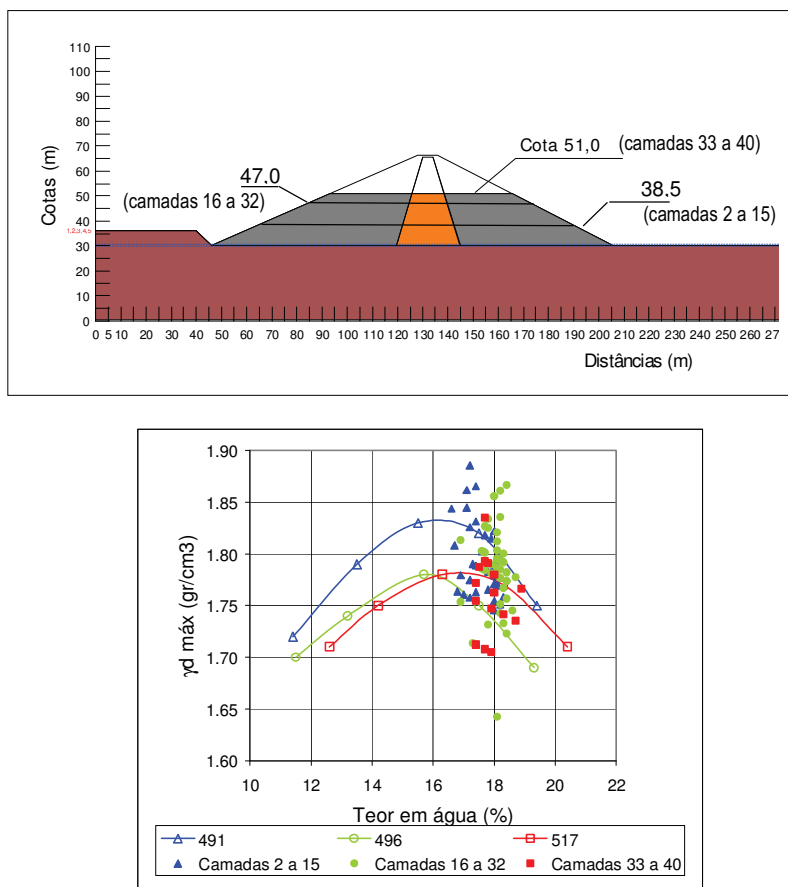 110
100
90
80
70
60
50
40
30
20
10
0
Cotas (m)
47.0
(camadas 16 a 32)
Cota 51,0 (camadas 33 a 40)
38.5
(camadas 2 a 15)
1,2,3,4,5
0 5 10 20 30 40 50 60 70 80 90 100 110 120 130 140 150 160 170 180 190 200 210 220 230 240 250 260 27
Distâncias (m)
1.90
1.85
1.80
1.75
1.70
1.65
1.60
γd máx (gr/cm3)
10 12 14 16 18 20 22
Teor em água (%)
491 496 517
Camadas 2 a 15 Camadas 16 a 32 Camadas 33 a 40